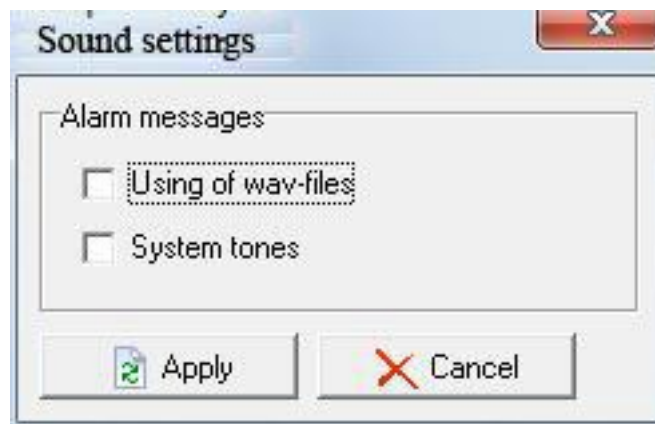 Sound settings
Alarm messages
Using of wav-files
System tones
Apply
Cancel